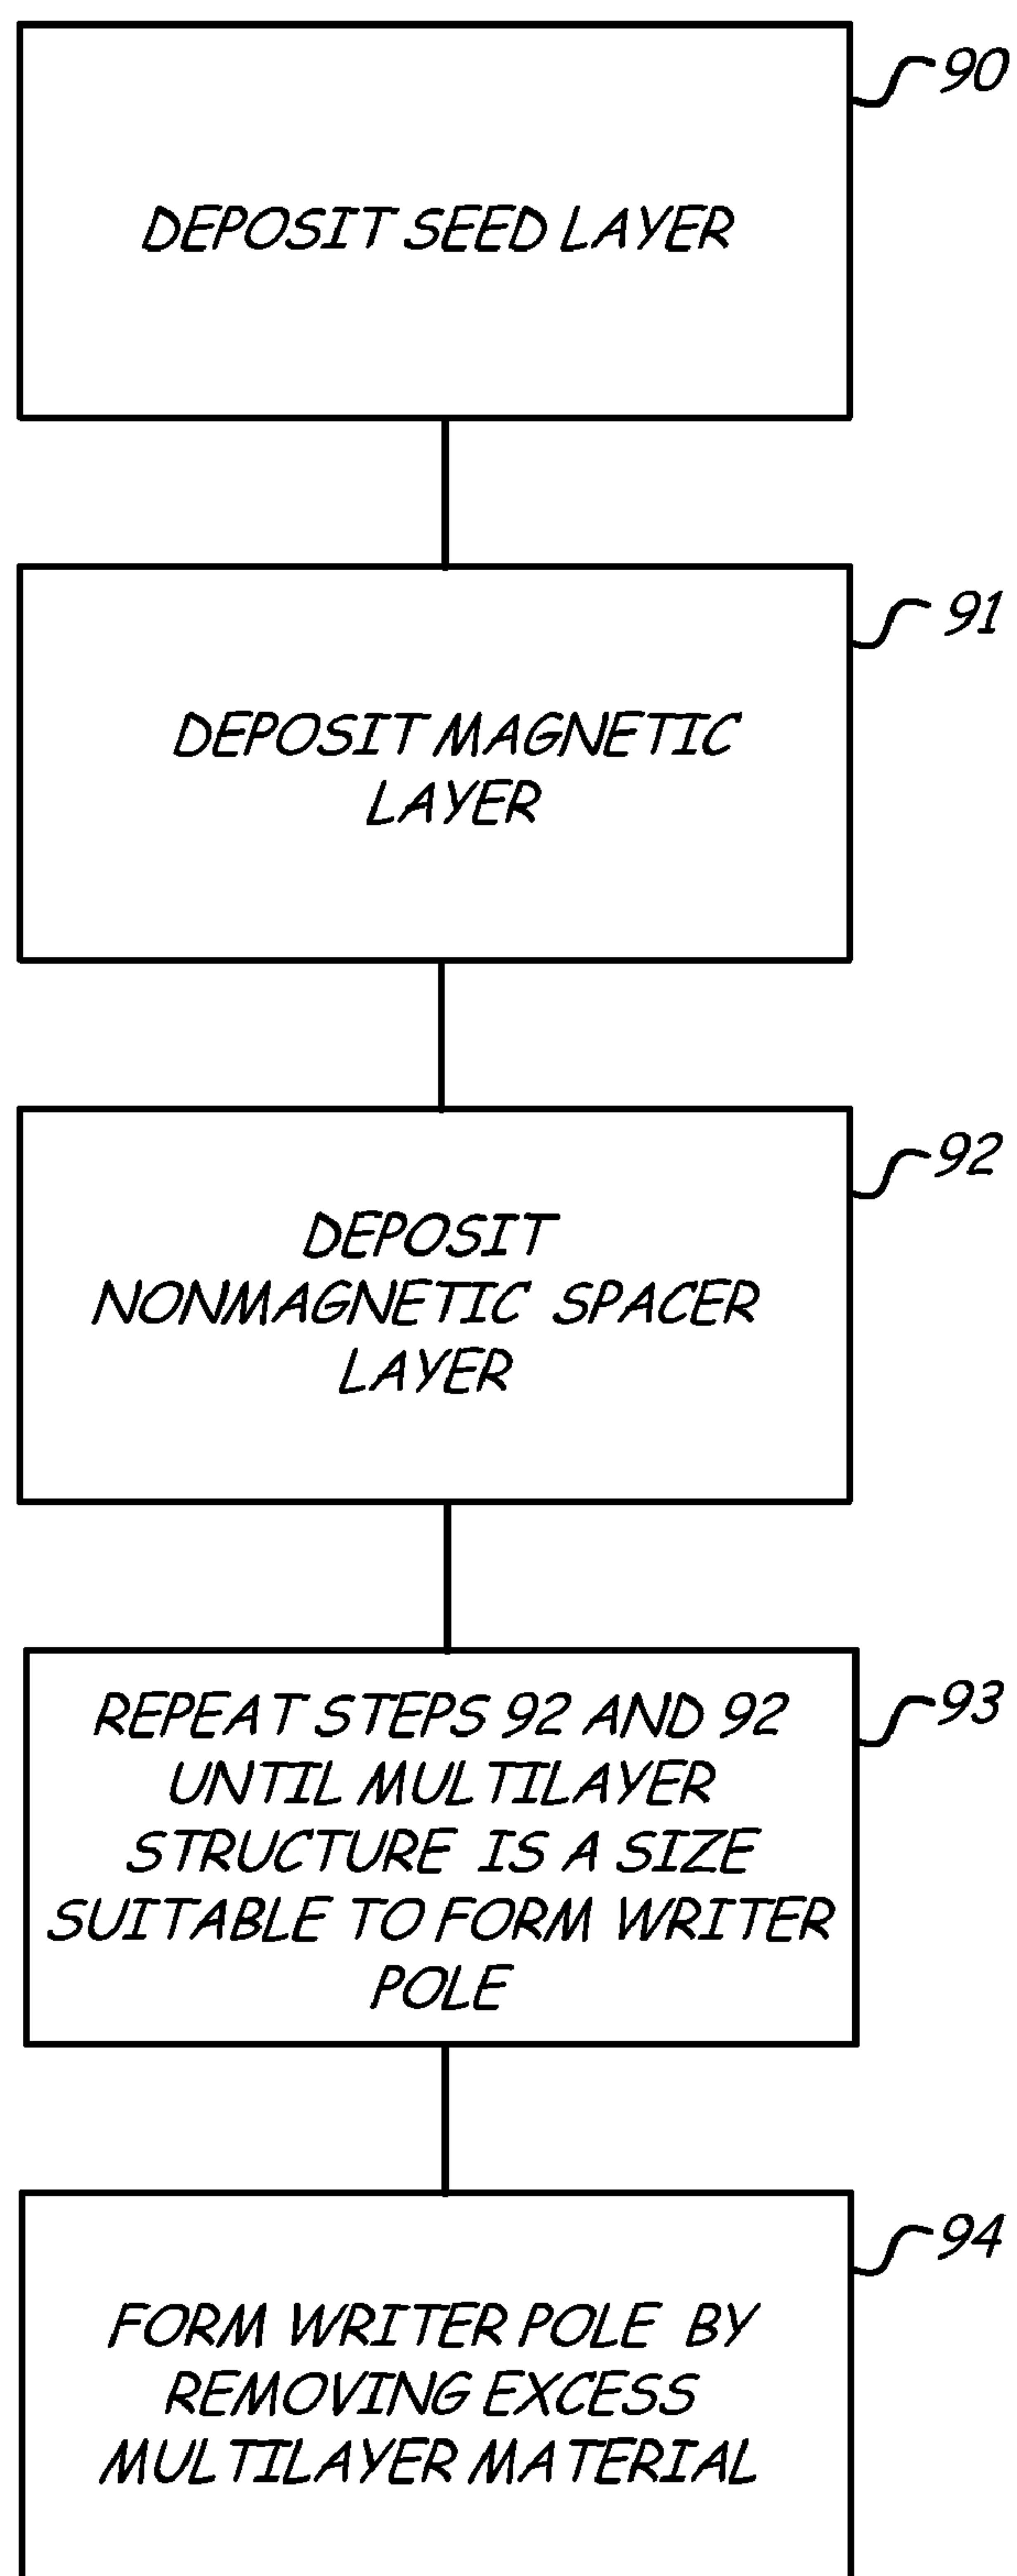 90
DEPOSIT SEED LAYER
91
DEPOSIT MAGNETIC
LAYER
92
DEPOSIT
NONMAGNETIC SPACER
LAYER
93
REPEAT STEPS 92 AND 92
UNTIL MULTILAYER
STRUCTURE IS A SIZE
SUITABLE TO FORM WRITER
POLE
94
FORM WRITER POLE BY
REMOVING EXCESS
MULTILAYER MATERIAL